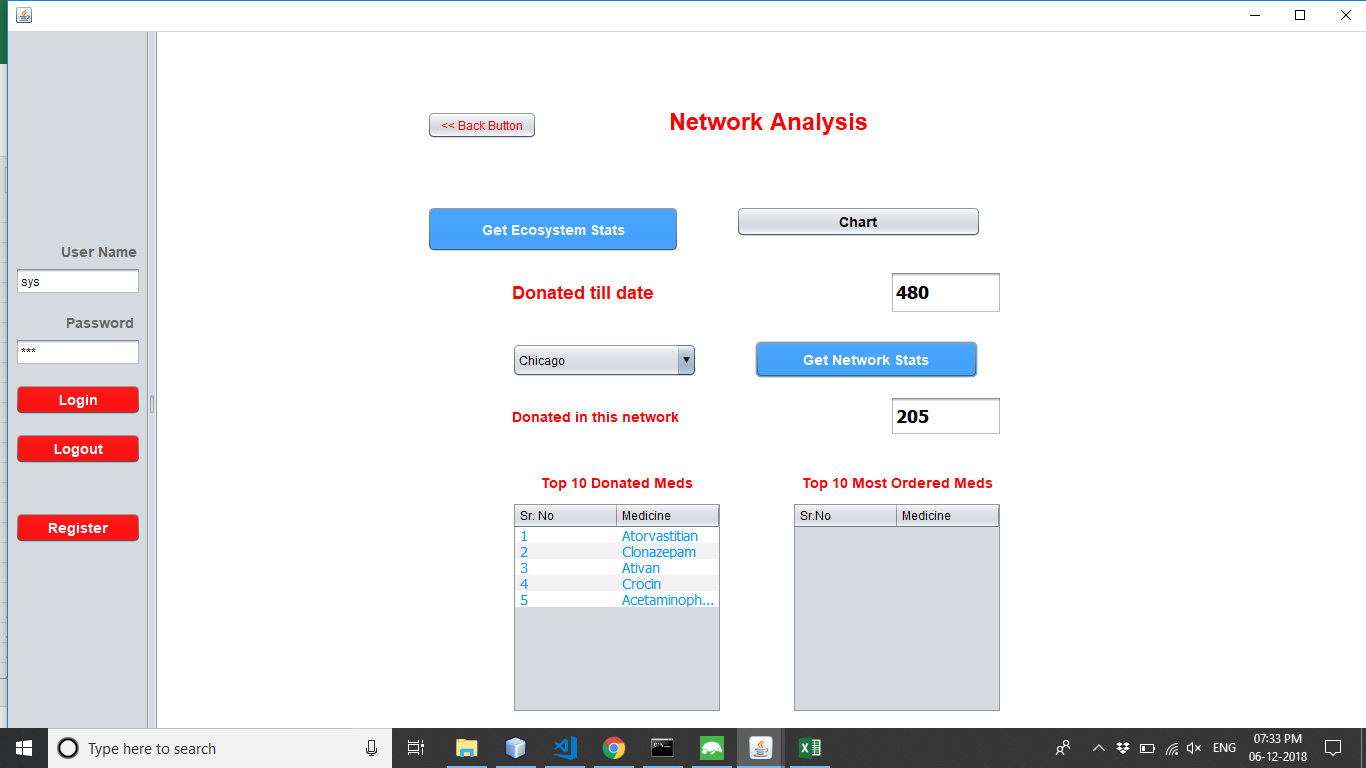 << Back Button
Network Analysis
Get Ecosystem Stats
Chart
User Name
sys
Donated till date
480
Password
***
Chicago
Get Network Stats
Login
Donated in this network
205
Logout
Top 10 Donated Meds
Top 10 Most Ordered Meds
Sr. No Medicine
Sr.No Medicine
1 Atorvastitian
2 Clonazepam
3 Ativan
4 Crocin
5 Acetaminoph...
Register
Type here to search
ENG
07:33 PM
06-12-2018